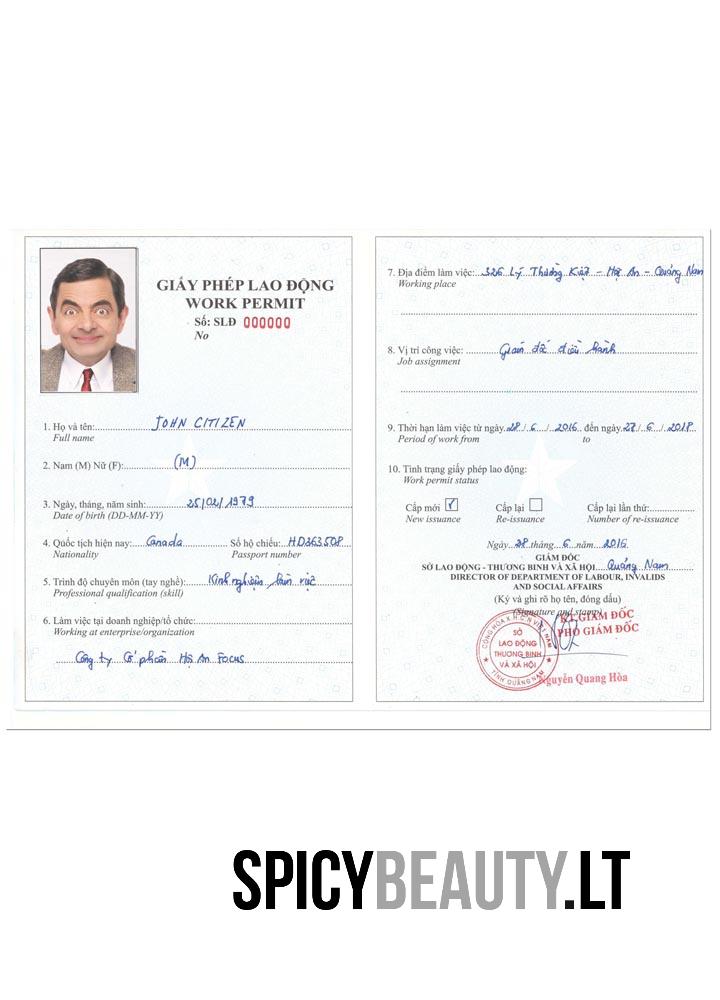 GIẤY PHÉP LAO ĐỘNG
WORK PERMIT
Số: SLĐ 000000
No
1. Họ và tên: JOHN CITIZEN
Full name
2. Nam (M) Nữ (F): (M)
3. Ngày, tháng, năm sinh: 25/02/1979
Date of birth (DD-MM-YY)
4. Quốc tịch hiện nay: Canada Số hộ chiếu: HD363508
Nationality Passport number
5. Trình độ chuyên môn (tay nghề): Kinh nghiệm làm việc
Professional qualification (skill)
6. Làm việc tại doanh nghiệp/tổ chức:
Working at enterprise/organization
Công ty Cổ phần Hội An Focus
7. Địa điểm làm việc: 326 Lý Thường Kiệt - Hội An - Quảng Nam
Working place
8. Vị trí công việc: Giám đốc điều hành
Job assignment
9. Thời hạn làm việc từ ngày 28/6/2016 đến ngày 27/6/2018
Period of work from to
10. Tình trạng giấy phép lao động:
Work permit status
Cấp mới Cấp lại Cấp lại lần thứ:
New issuance Re-issuance Number of re-issuance
Ngày 28 tháng 6 năm 2016
GIÁM ĐỐC
SỞ LAO ĐỘNG - THƯƠNG BINH VÀ XÃ HỘI Quảng Nam
DIRECTOR OF DEPARTMENT OF LABOUR, INVALIDS
AND SOCIAL AFFAIRS
(Ký và ghi rõ họ tên, đóng dấu)
(Signature and stamp)
KT.GIÁM ĐỐC
PHÓ GIÁM ĐỐC
CỘNG HÒA X.H.C.N VIỆT NAM
SỞ
LAO ĐỘNG
THƯƠNG BINH
VÀ XÃ HỘI
TỈNH QUẢNG NAM
Nguyễn Quang Hòa
SPICYBEAUTY.LT